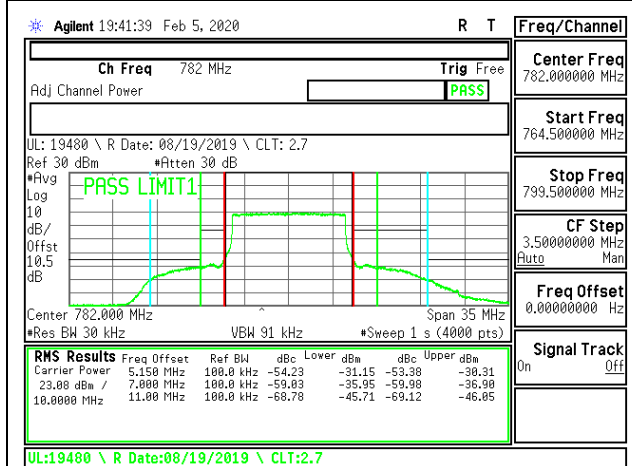 Agilent 19:41:39 Feb 5, 2020 R T
Ch Freq 782 MHz Trig Free
Adj Channel Power PASS
UL: 19480 \ R Date: 08/19/2019 \ CLT: 2.7
Ref 30 dBm #Atten 30 dB
#Avg
Log
10
dB/
Offst
10.5
dB
PASS LIMIT1
Center 782.000 MHz Span 35 MHz
#Res BW 30 kHz VBW 91 kHz #Sweep 1 s (4000 pts)
RMS Results Freq Offset Ref BW dBc Lower dBm dBc Upper dBm
Carrier Power 5.150 MHz 100.0 kHz -54.23 -31.15 -53.38 -30.31
23.08 dBm / 7.000 MHz 100.0 kHz -59.03 -35.95 -59.98 -36.90
10.0000 MHz 11.00 MHz 100.0 kHz -68.78 -45.71 -69.12 -46.05
UL:19480 \ R Date:08/19/2019 \ CLT:2.7
Freq/Channel
Center Freq
782.000000 MHz
Start Freq
764.500000 MHz
Stop Freq
799.500000 MHz
CF Step
3.50000000 MHz
Auto Man
Freq Offset
0.00000000 Hz
Signal Track
On Off